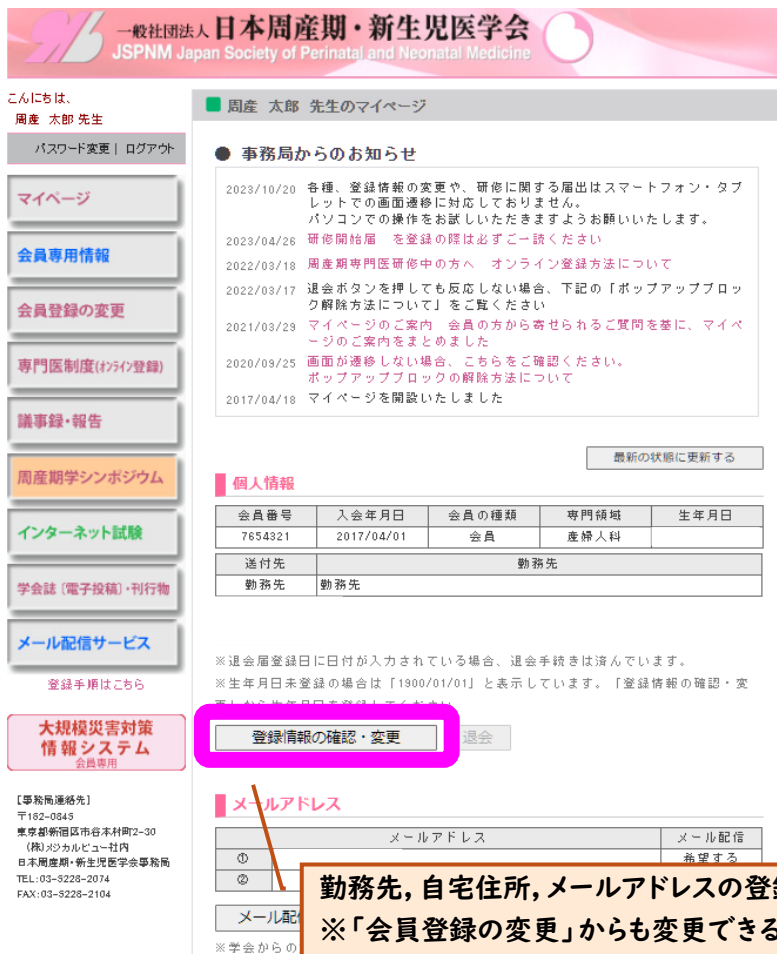 一般社団法人 日本周産期・新生児医学会
JSPNM Japan Society of Perinatal and Neonatal Medicine
こんにちは、
周産 太郎 先生
パスワード変更｜ ログアウト
マイページ
会員専用情報
会員登録の変更
専門医制度(オンライン登録)
議事録・報告
周産期学シンポジウム
インターネット試験
学会誌〔電子投稿〕・刊行物
メール配信サービス
登録手順はこちら
大規模災害対策
情報システム
会員専用
【事務局連絡先】
〒162-0845
東京都新宿区市谷本村町2-30
(株)メジカルビュー社内
日本周産期・新生児医学会事務局
TEL:03-5228-2074
FAX:03-5228-2104
周産 太郎 先生のマイページ
● 事務局からのお知らせ
2023/10/20 各種、登録情報の変更や、研修に関する届出はスマートフォン・タブ
レットでの画面遷移に対応しておりません。
パソコンでの操作をお試しいただきますようお願いいたします。
2023/04/26 研修開始届 を登録の際は必ずご一読ください
2022/03/18 周産期専門医研修中の方へ オンライン登録方法について
2022/03/17 退会ボタンを押しても反応しない場合、下記の「ポップアップブロッ
ク解除方法について」をご覧ください
2021/03/29 マイページのご案内 会員の方から寄せられるご質問を基に、マイペ
ージのご案内をまとめました
2020/09/25 画面が遷移しない場合、こちらをご確認ください。
ポップアップブロックの解除方法について
2017/04/18 マイページを開設いたしました
最新の状態に更新する
個人情報
会員番号 入会年月日 会員の種類 専門領域 生年月日
7654321 2017/04/01 会員 産婦人科
送付先 勤務先
勤務先 勤務先
※退会届登録日に日付が入力されている場合、退会手続きは済んでいます。
※生年月日未登録の場合は「1900/01/01」と表示しています。「登録情報の確認・変
登録情報の確認・変更 退会
メールアドレス
メールアドレス メール配信
① 希望する
②
メール配
※学会からの
勤務先，自宅住所，メールアドレスの登
※「会員登録の変更」からも変更できる